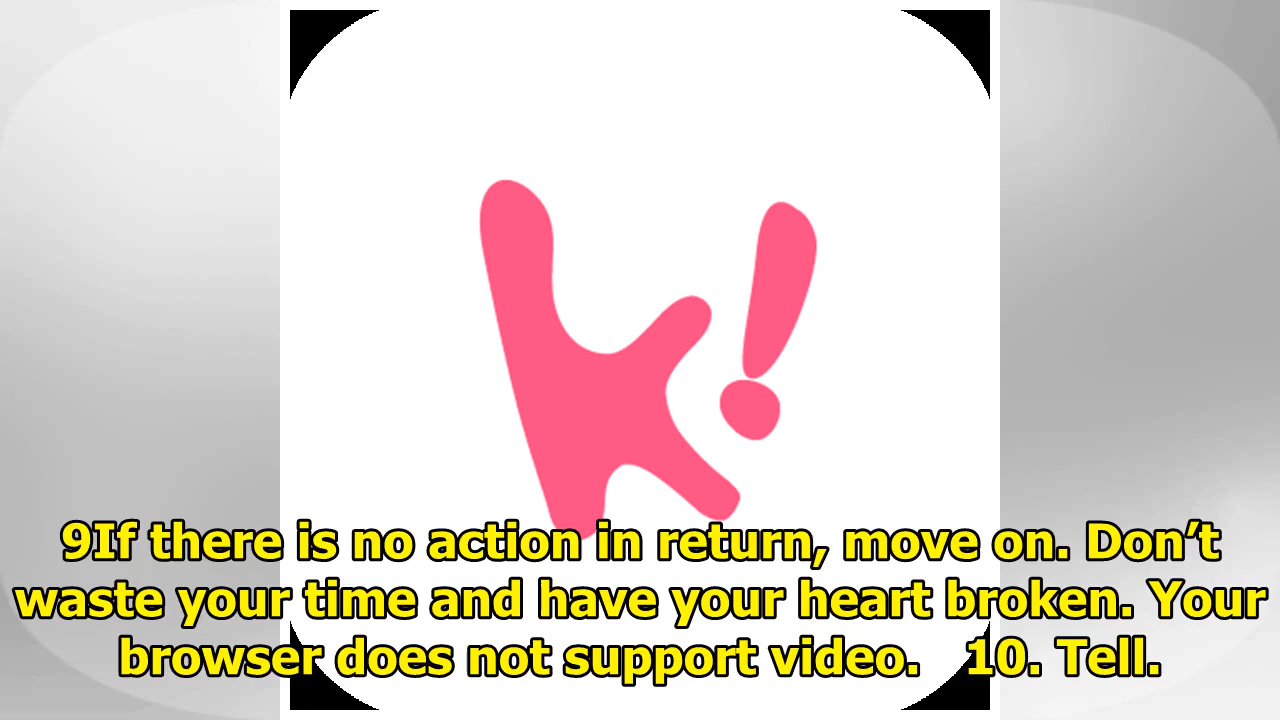 k!
9If there is no action in return, move on. Don’t
waste your time and have your heart broken. Your
browser does not support video.   10. Tell.